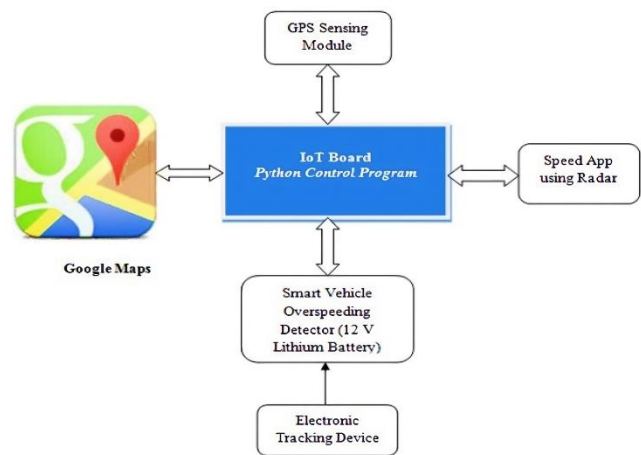 GPS Sensing
Module
IoT Board
Python Control Program
Speed App
using Radar
Google Maps
Smart Vehicle
Overspeeding
Detector (12 V
Lithium Battery)
Electronic
Tracking Device